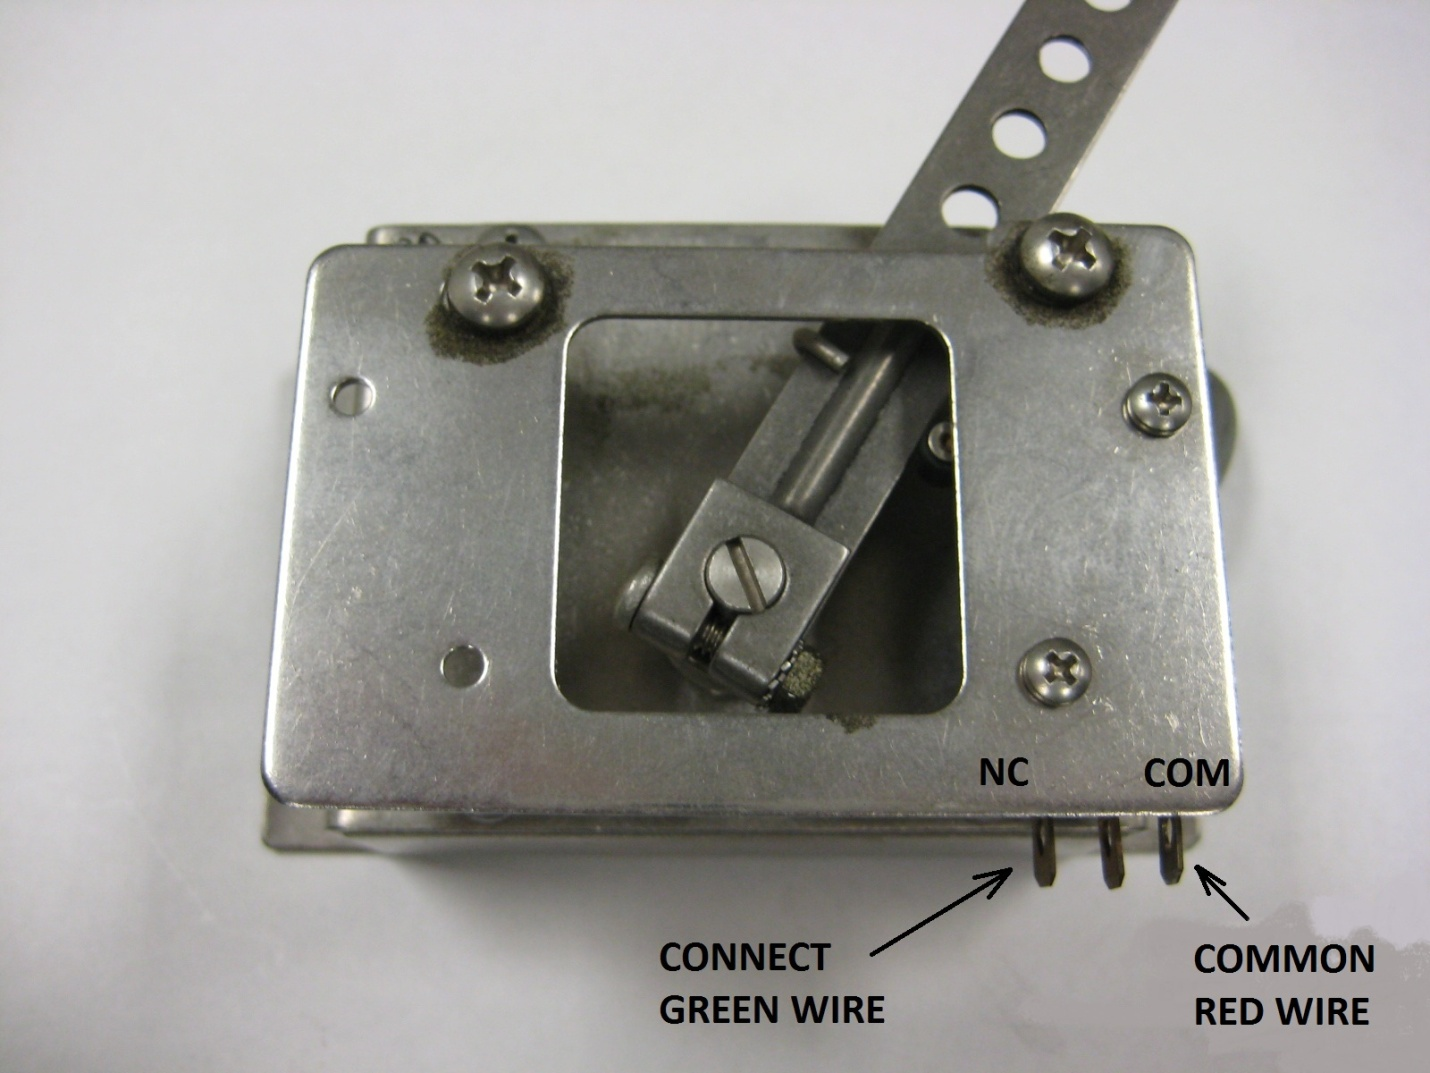 NC
COM
CONNECT
GREEN WIRE
COMMON
RED WIRE